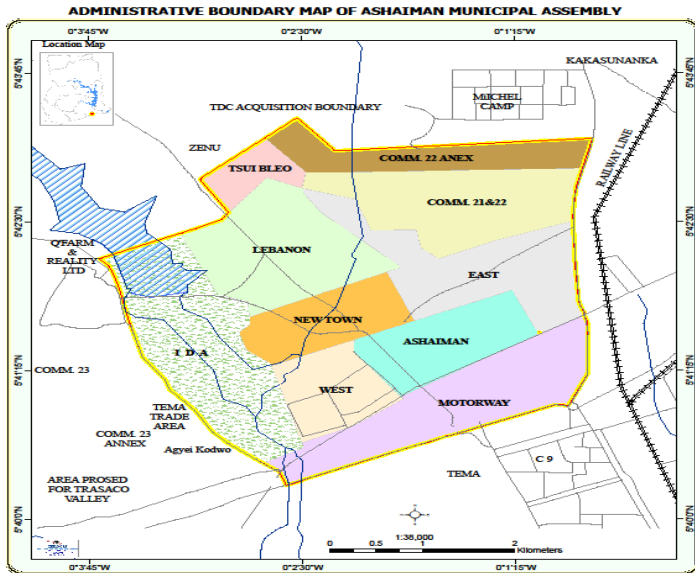 ADMINISTRATIVE BOUNDARY MAP OF ASHAIMAN MUNICIPAL ASSEMBLY
0°3'45"W
0°2'30"W
0°1'15"W
Location Map
5°43'45"N
5°43'45"N
KAKASUNANKA
MIICHEL
CAMP
TDC ACQUISITION BOUNDARY
ZENU
COMM. 22 ANEX
TSUI BLEO
RAILWAY LINE
COMM. 21&22
5°42'30"N
5°42'30"N
LEBANON
Q'FARM
&
REALITY
LTD
EAST
NEWTOWN
ASHAIMAN
I D A
5°41'15"N
5°41'15"N
COMM. 23
WEST
MOTORWAY
TEMA
TRADE
AREA
COMM. 23
ANNEX
Agyei Kodwo
C 9
TEMA
AREA PROSED
FOR TRASACO
VALLEY
5°40'0"N
5°40'0"N
1:38,000
0 0.5 1 2
Kilometers
0°3'45"W
0°2'30"W
0°1'15"W